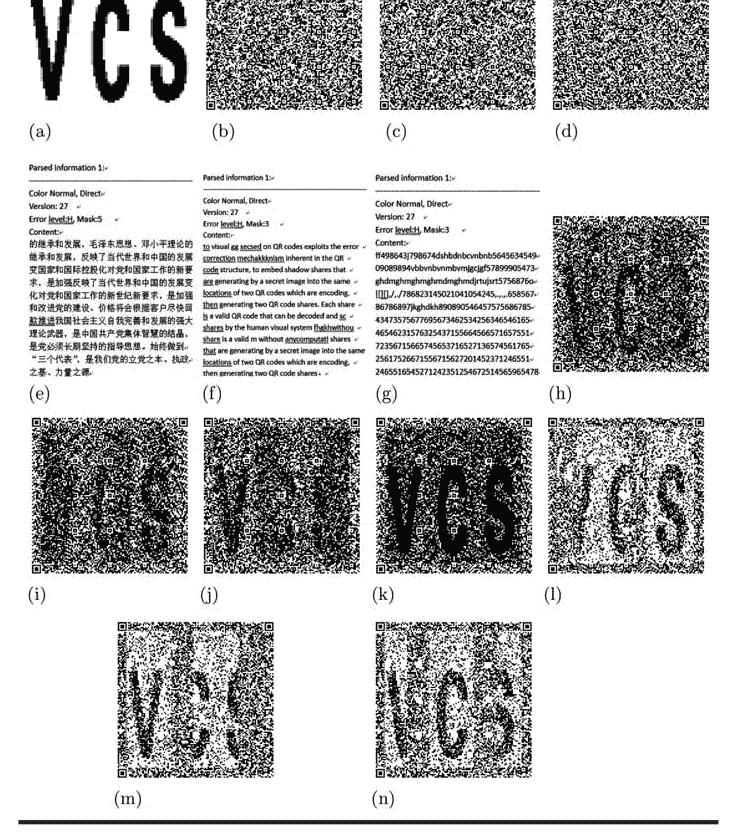 VCS
(a)
(b)
(c)
(d)
Parsed information 1:
Color Normal, Direct
Version: 27
Error level:H, Mask:5
Content:
的继承和发展，毛泽东思想、邓小平理论的
继承和发展，反映了当代世界和中国的发展
变国家和国际控股化对党和国家工作的新要
求，是加强反映了当代世界和中国的发展变
化对党和国家工作的新世纪新要求，是加强
和改进党的建设、价格将会根据客户尽快回
款推进我国社会主义自我完善和发展的强大
理论武器，是中国共产党集体智慧的结晶，
是党必须长期坚持的指导思想。始终做到
“三个代表”，是我们党的立党之本、执政
之基、力量之源
(e)
Parsed information 1:
Color Normal, Direct
Version: 27
Error level:H, Mask:3
Content:
to visual gg secsed on QR codes exploits the error
correction mechakkknism inherent in the QR
code structure, to embed shadow shares that
are generating by a secret image into the same
locations of two QR codes which are encoding,
then generating two QR code shares. Each share
is a valid QR code that can be decoded and sc
shares by the human visual system fhgkhwithou
share is a valid m without anycomputatl shares
that are generating by a secret image into the same
locations of two QR codes which are encoding,
then generating two QR code shares.
(f)
Parsed information 1:
Color Normal, Direct
Version: 27
Error level:H, Mask:3
Content:
ff498643j798674dshbdnbcvnbnb5645634549
09089894vbbvnbvnmbvmjgcjgf57899905473
ghdmghmghmghmdmghmdjrtujsrt5756876o
[[][],/,./786823145021041054245,,,,,658567
86786897jkghdkh8908905464575756867 85-
4347357567769567346253425634654 6165-
465462315763254371556645665716575 51
72356715665745653716527136574561765
25617526671556715627201452371246551
24655165452712423512546725145659 65478
(g)
(h)
(i)
VCS
(j)
VCS
(k)
VCS
(l)
VCS
(m)
VCS
(n)